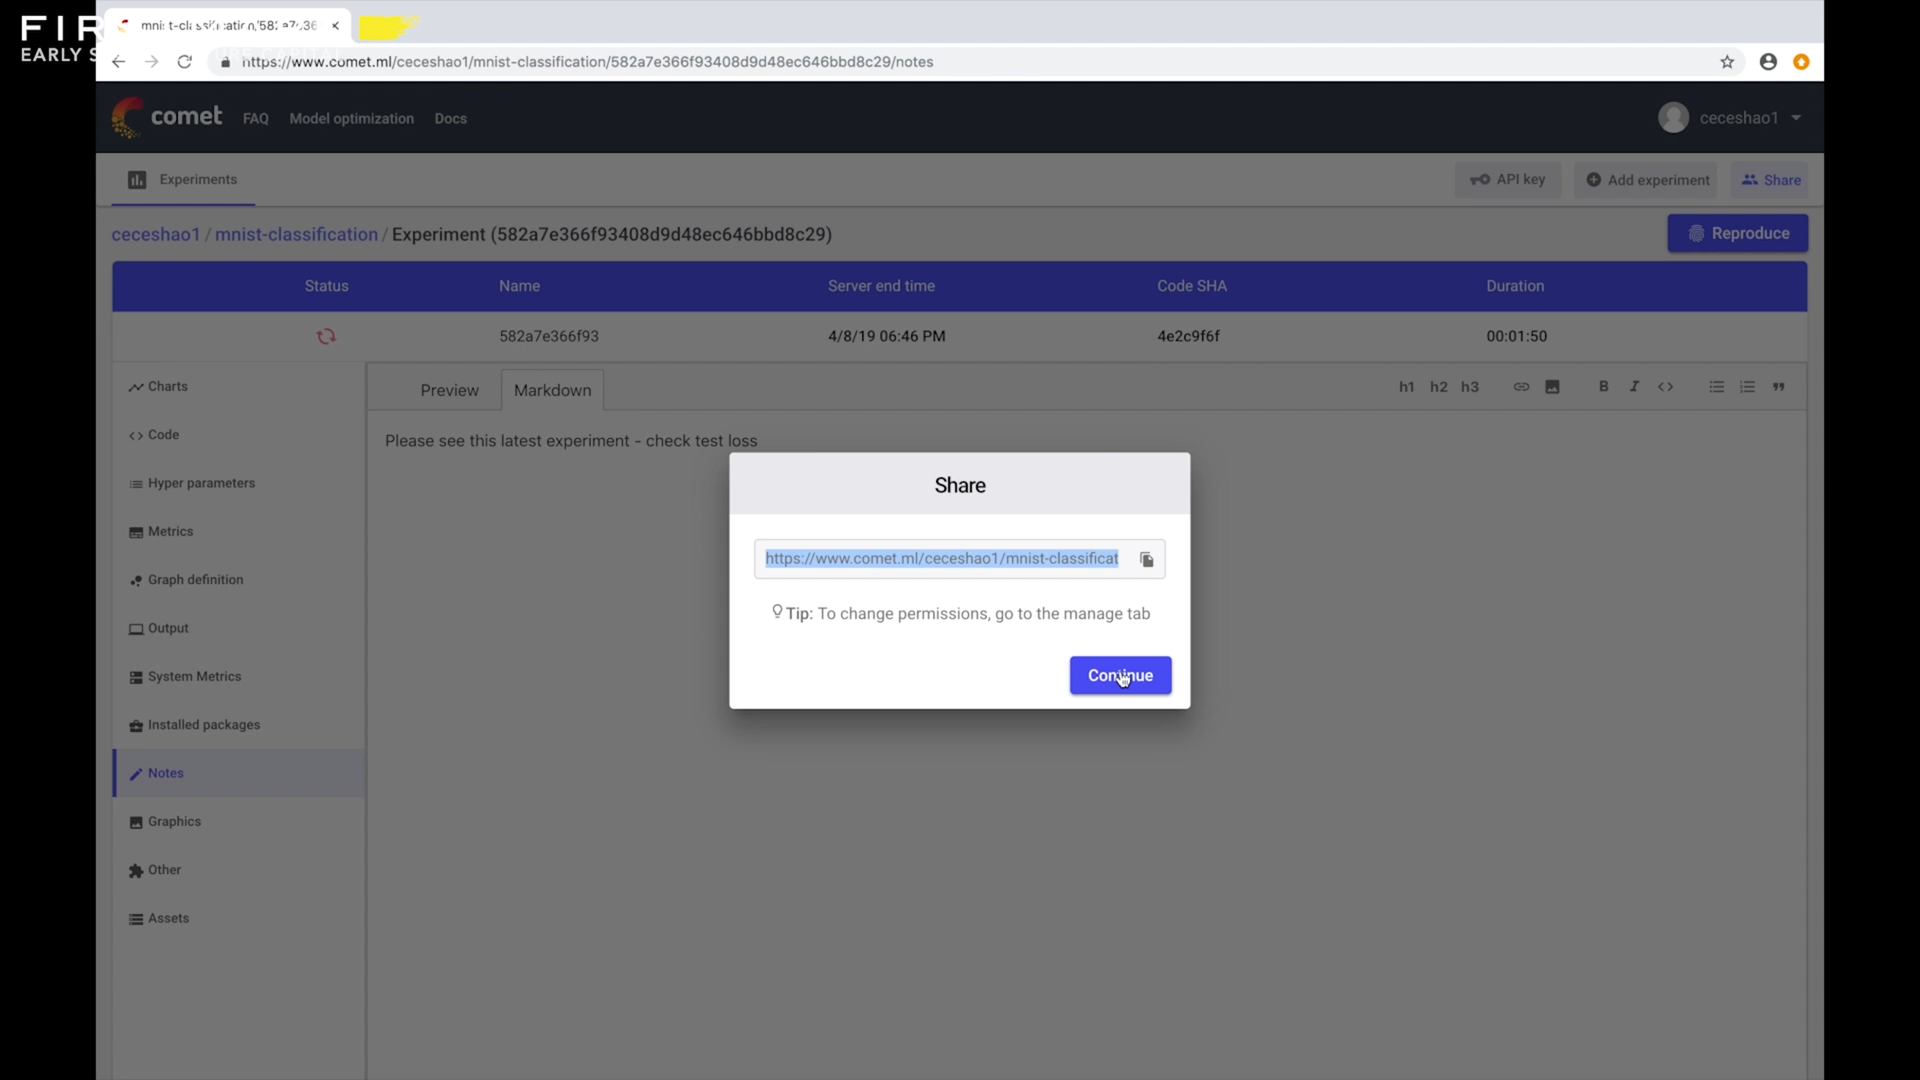 FIR
EARLY S
mnist-classification/582a7e36
https://www.comet.ml/ceceshao1/mnist-classification/582a7e366f93408d9d48ec646bbd8c29/notes
comet FAQ Model optimization Docs ceceshao1
Experiments API key Add experiment Share
ceceshao1 / mnist-classification / Experiment (582a7e366f93408d9d48ec646bbd8c29) Reproduce
Status Name Server end time Code SHA Duration
582a7e366f93 4/8/19 06:46 PM 4e2c9f6f 00:01:50
Charts
Preview Markdown h1 h2 h3 B I <> "
Code
Please see this latest experiment - check test loss
Hyper parameters
Share
Metrics
https://www.comet.ml/ceceshao1/mnist-classificat
Graph definition
Tip: To change permissions, go to the manage tab
Output
Continue
System Metrics
Installed packages
Notes
Graphics
Other
Assets